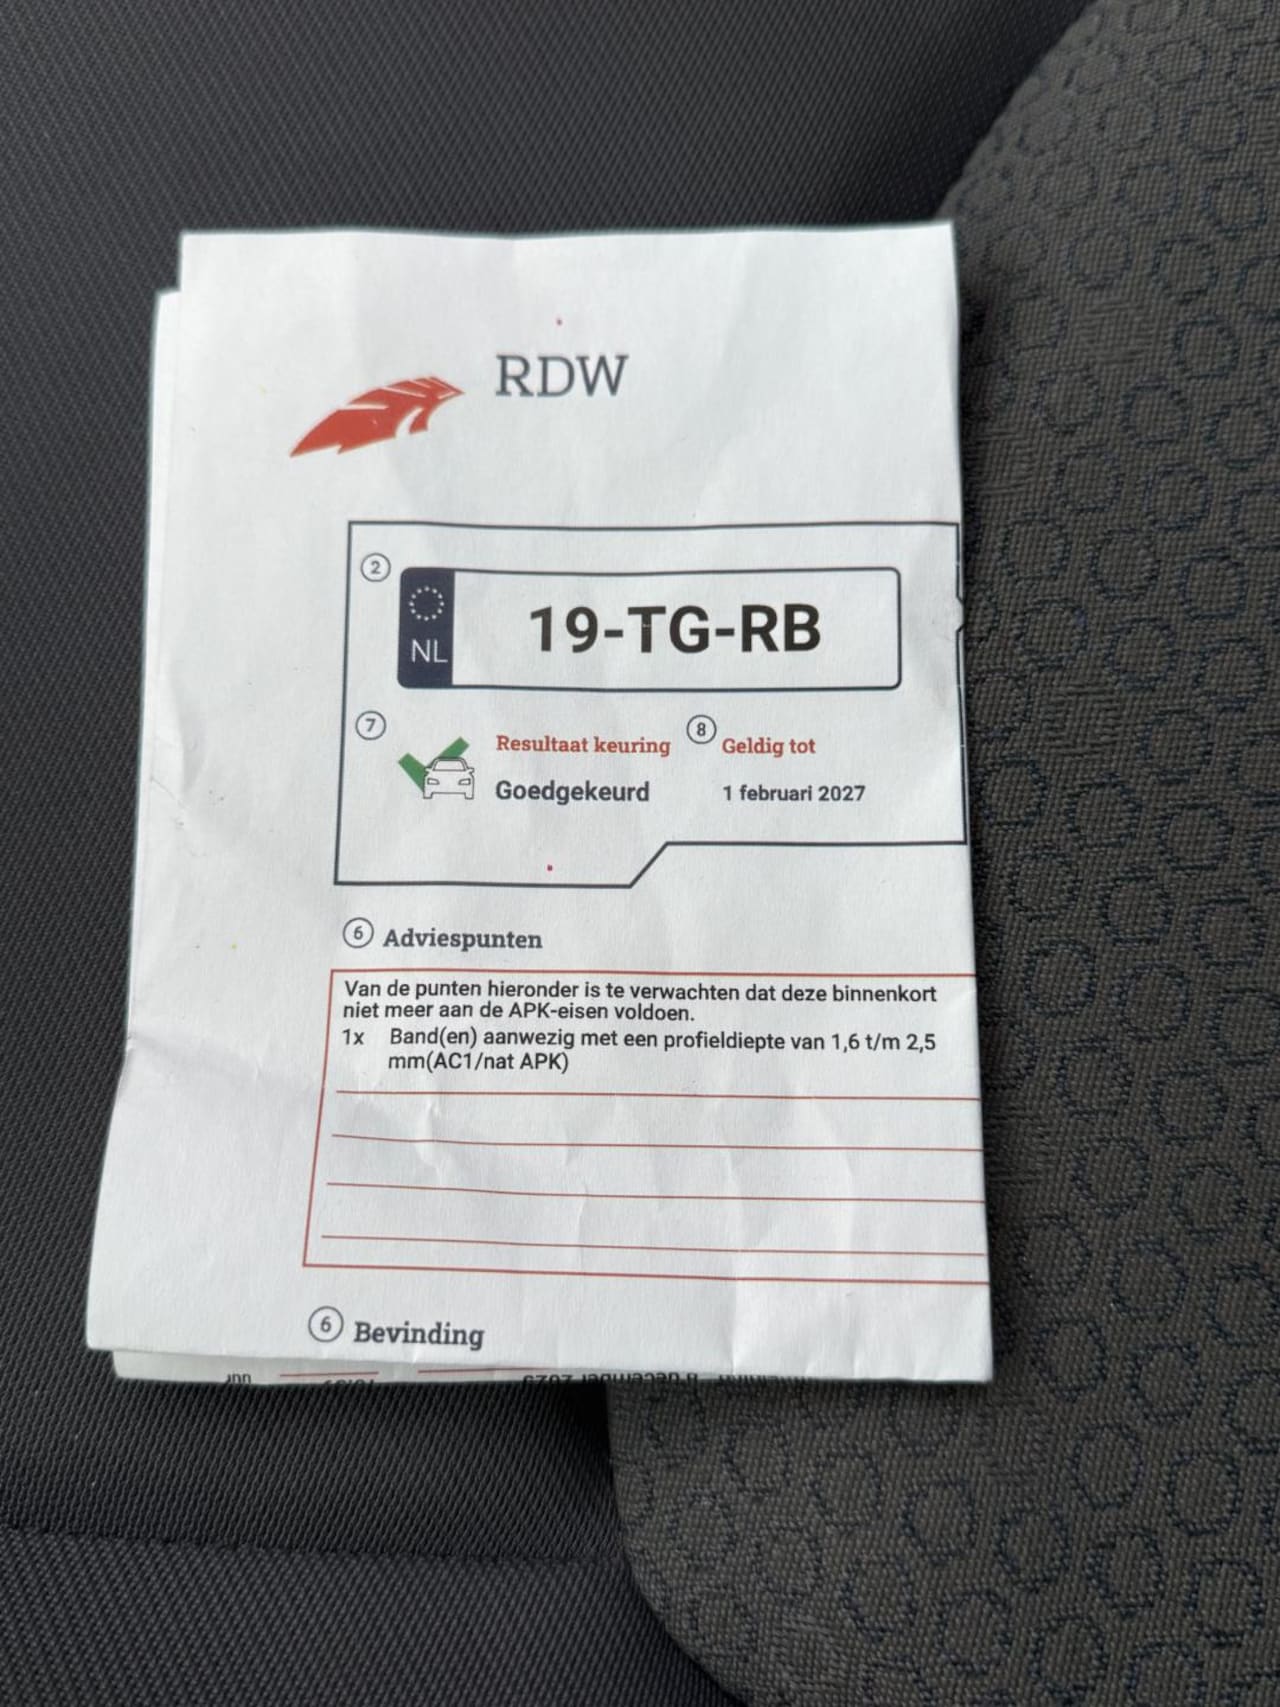 RDW
2
NL
19-TG-RB
7
Resultaat keuring
8
Geldig tot
Goedgekeurd
1 februari 2027
6 Adviespunten
Van de punten hieronder is te verwachten dat deze binnenkort
niet meer aan de APK-eisen voldoen.
1x Band(en) aanwezig met een profieldiepte van 1,6 t/m 2,5
mm(AC1/nat APK)
6 Bevinding